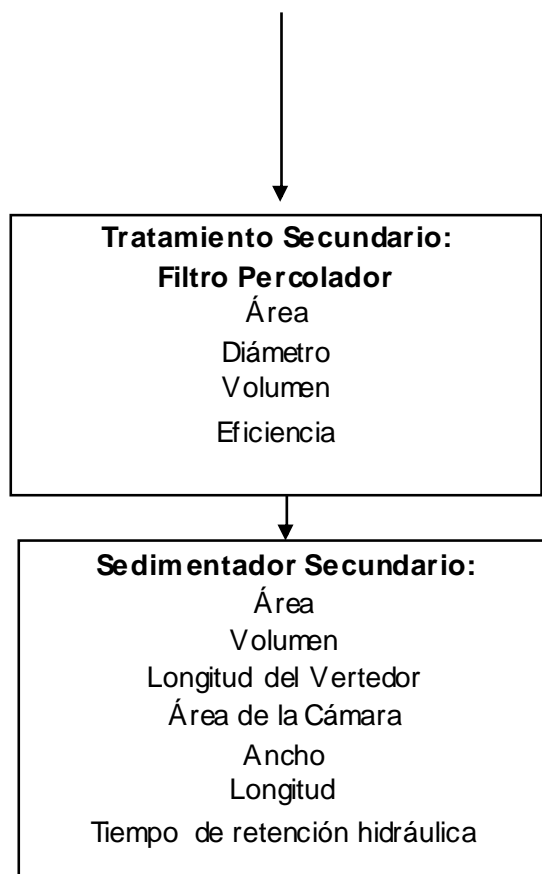 Tratamiento Secundario:
Filtro Percolador
Área
Diámetro
Volumen
Eficiencia
Sedimentador Secundario:
Área
Volumen
Longitud del Vertedor
Área de la Cámara
Ancho
Longitud
Tiempo de retención hidráulica